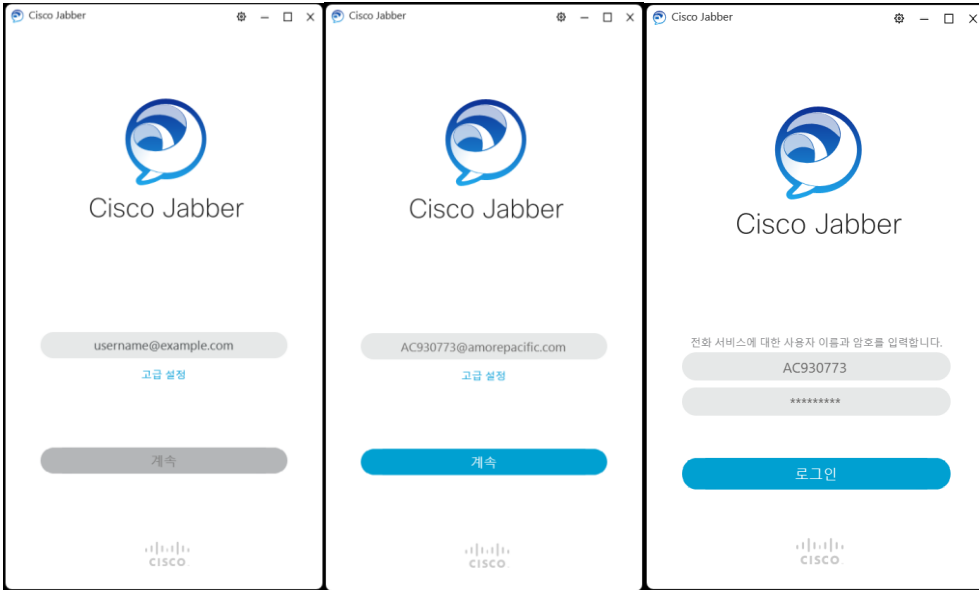 Cisco Jabber
Cisco Jabber
username@example.com
고급 설정
계속
CISCO
Cisco Jabber
Cisco Jabber
AC930773@amorepacific.com
고급 설정
계속
CISCO.
Cisco Jabber
Cisco Jabber
전화 서비스에 대한 사용자 이름과 암호를 입력합니다.
AC930773
*********
로그인
CISCO